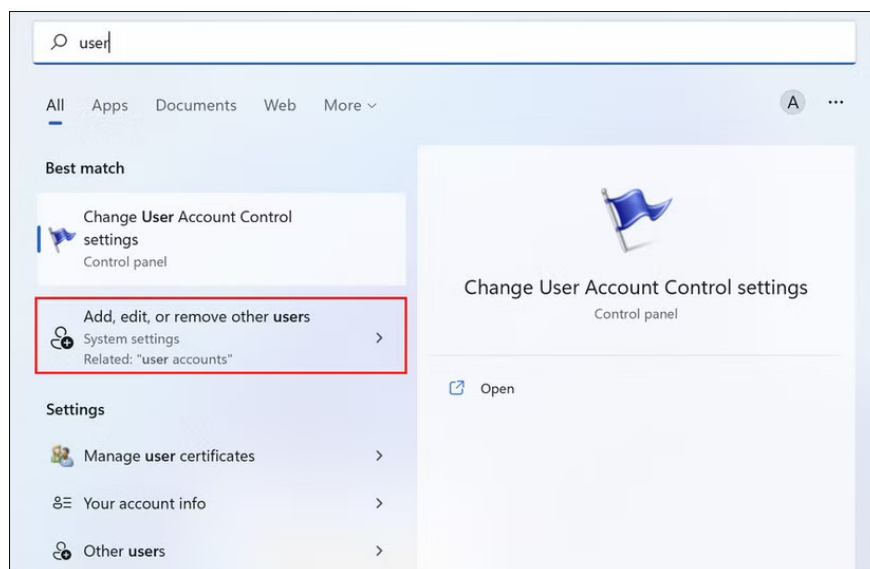 user
All Apps Documents Web More
A ...
Best match
Change User Account Control
settings
Control panel
Add, edit, or remove other users
System settings
Related: "user accounts"
Settings
Manage user certificates
Your account info
Other users
Change User Account Control settings
Control panel
Open